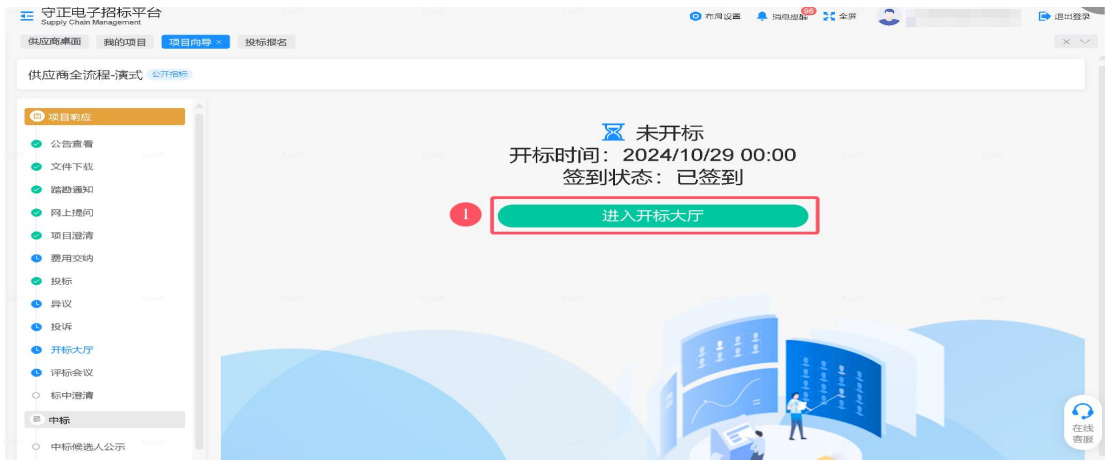 守正电子招标平台
Supply Chain Management
布局设置 消息提醒 96 全屏 退出登录
供应商桌面 我的项目 项目向导 × 投标报名
供应商全流程-演式 公开招标
项目响应
公告查看
文件下载
踏勘通知
网上提问
项目澄清
费用交纳
投标
异议
投诉
开标大厅
评标会议
标中澄清
中标
中标候选人公示
未开标
开标时间：2024/10/29 00:00
签到状态：已签到
1 进入开标大厅
在线
客服